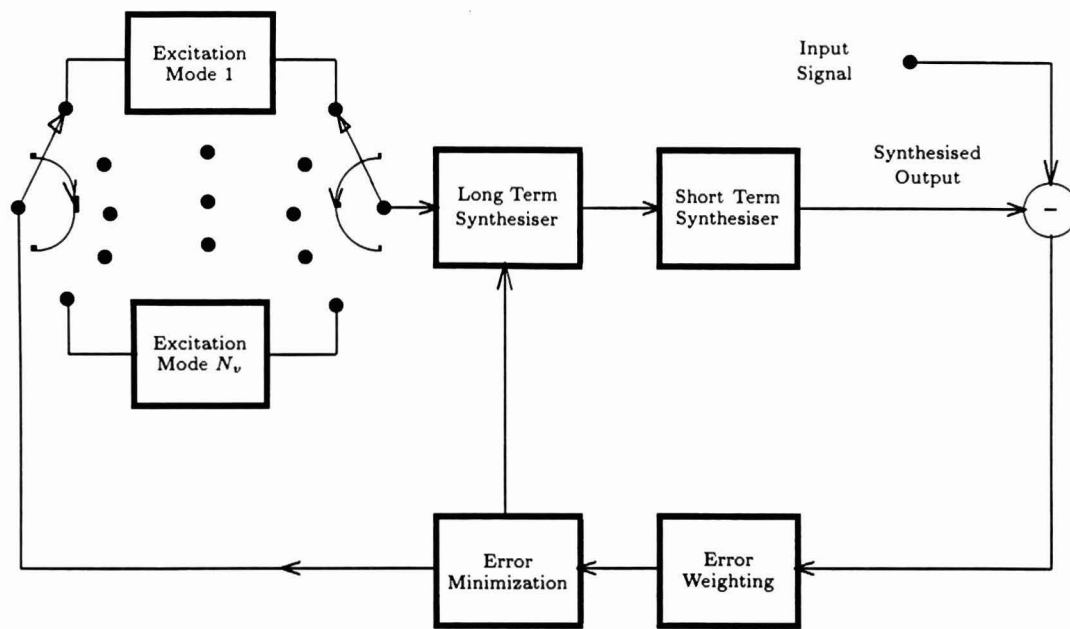 Excitation
Mode 1
Input
Signal
Long Term
Synthesiser
Short Term
Synthesiser
Synthesised
Output
-
Excitation
Mode Nv
Error
Minimization
Error
Weighting